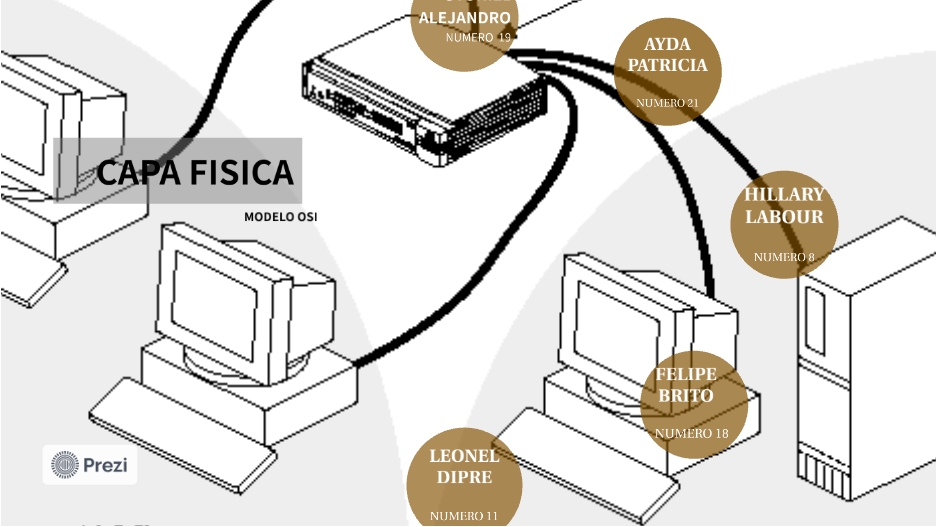 ALEJANDRO
NUMERO 19
AYDA
PATRICIA
NUMERO 21
CAPA FISICA
MODELO OSI
HILLARY
LABOUR
NUMERO 8
FELIPE
BRITO
NUMERO 18
LEONEL
DIPRE
NUMERO 11
Prezi